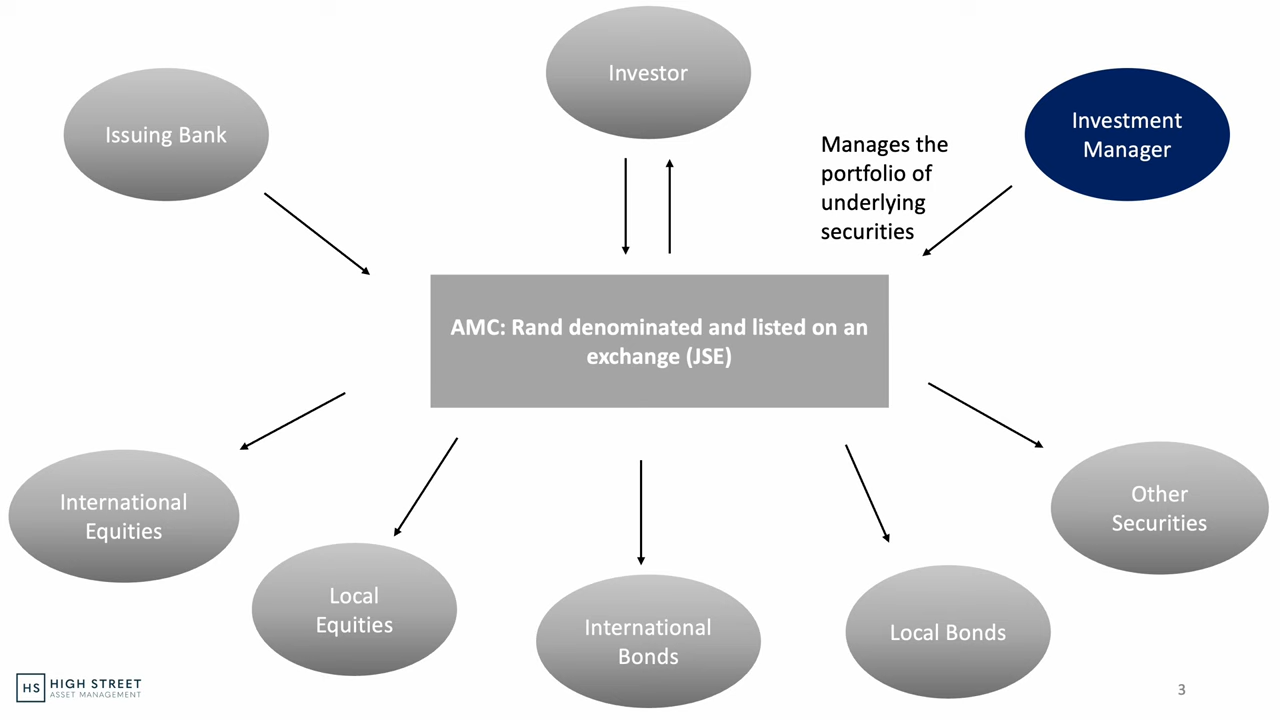 Investor
Issuing Bank
Investment
Manager
Manages the
portfolio of
underlying
securities
AMC: Rand denominated and listed on an
exchange (JSE)
International
Equities
Local
Equities
International
Bonds
Local Bonds
Other
Securities
HS HIGH STREET
ASSET MANAGEMENT
3